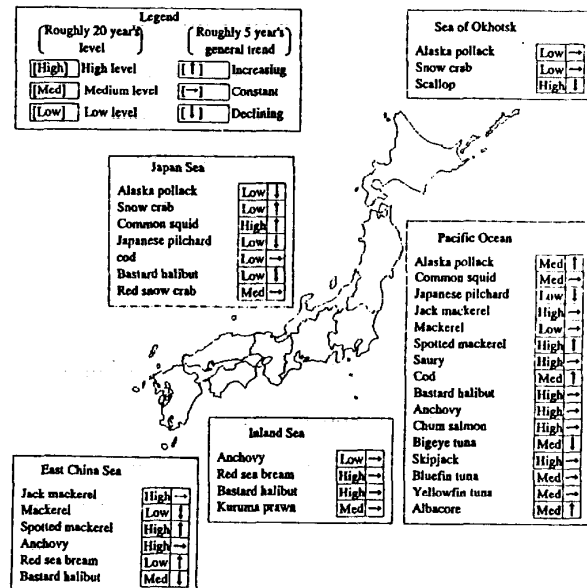 Legend
Roughly 20 year's level
Roughly 5 year's general trend
[High] High level [↑] Increasing
[Med] Medium level [→] Constant
[Low] Low level [↓] Declining
Sea of Okhotsk
Alaska pollack Low →
Snow crab Low →
Scallop High ↓
Japan Sea
Alaska pollack Low ↓
Snow crab Low ↑
Common squid High ↑
Japanese pilchard Low ↓
cod Low →
Bastard halibut Low ↓
Red snow crab Med →
Pacific Ocean
Alaska pollack Med ↑
Common squid Med →
Japanese pilchard Low ↓
Jack mackerel High →
Mackerel Low →
Spotted mackerel High ↑
Saury High →
Cod Med ↑
Bastard halibut High →
Anchovy High →
Chum salmon High →
Bigeye tuna Med ↓
Skipjack High →
Bluefin tuna Med →
Yellowfin tuna Med →
Albacore Med ↑
Inland Sea
Anchovy Low →
Red sea bream High →
Bastard halibut High →
Kuruma prawn Med →
East China Sea
Jack mackerel High →
Mackerel Low ↓
Spotted mackerel High ↑
Anchovy High →
Red sea bream Low ↑
Bastard halibut Med ↓